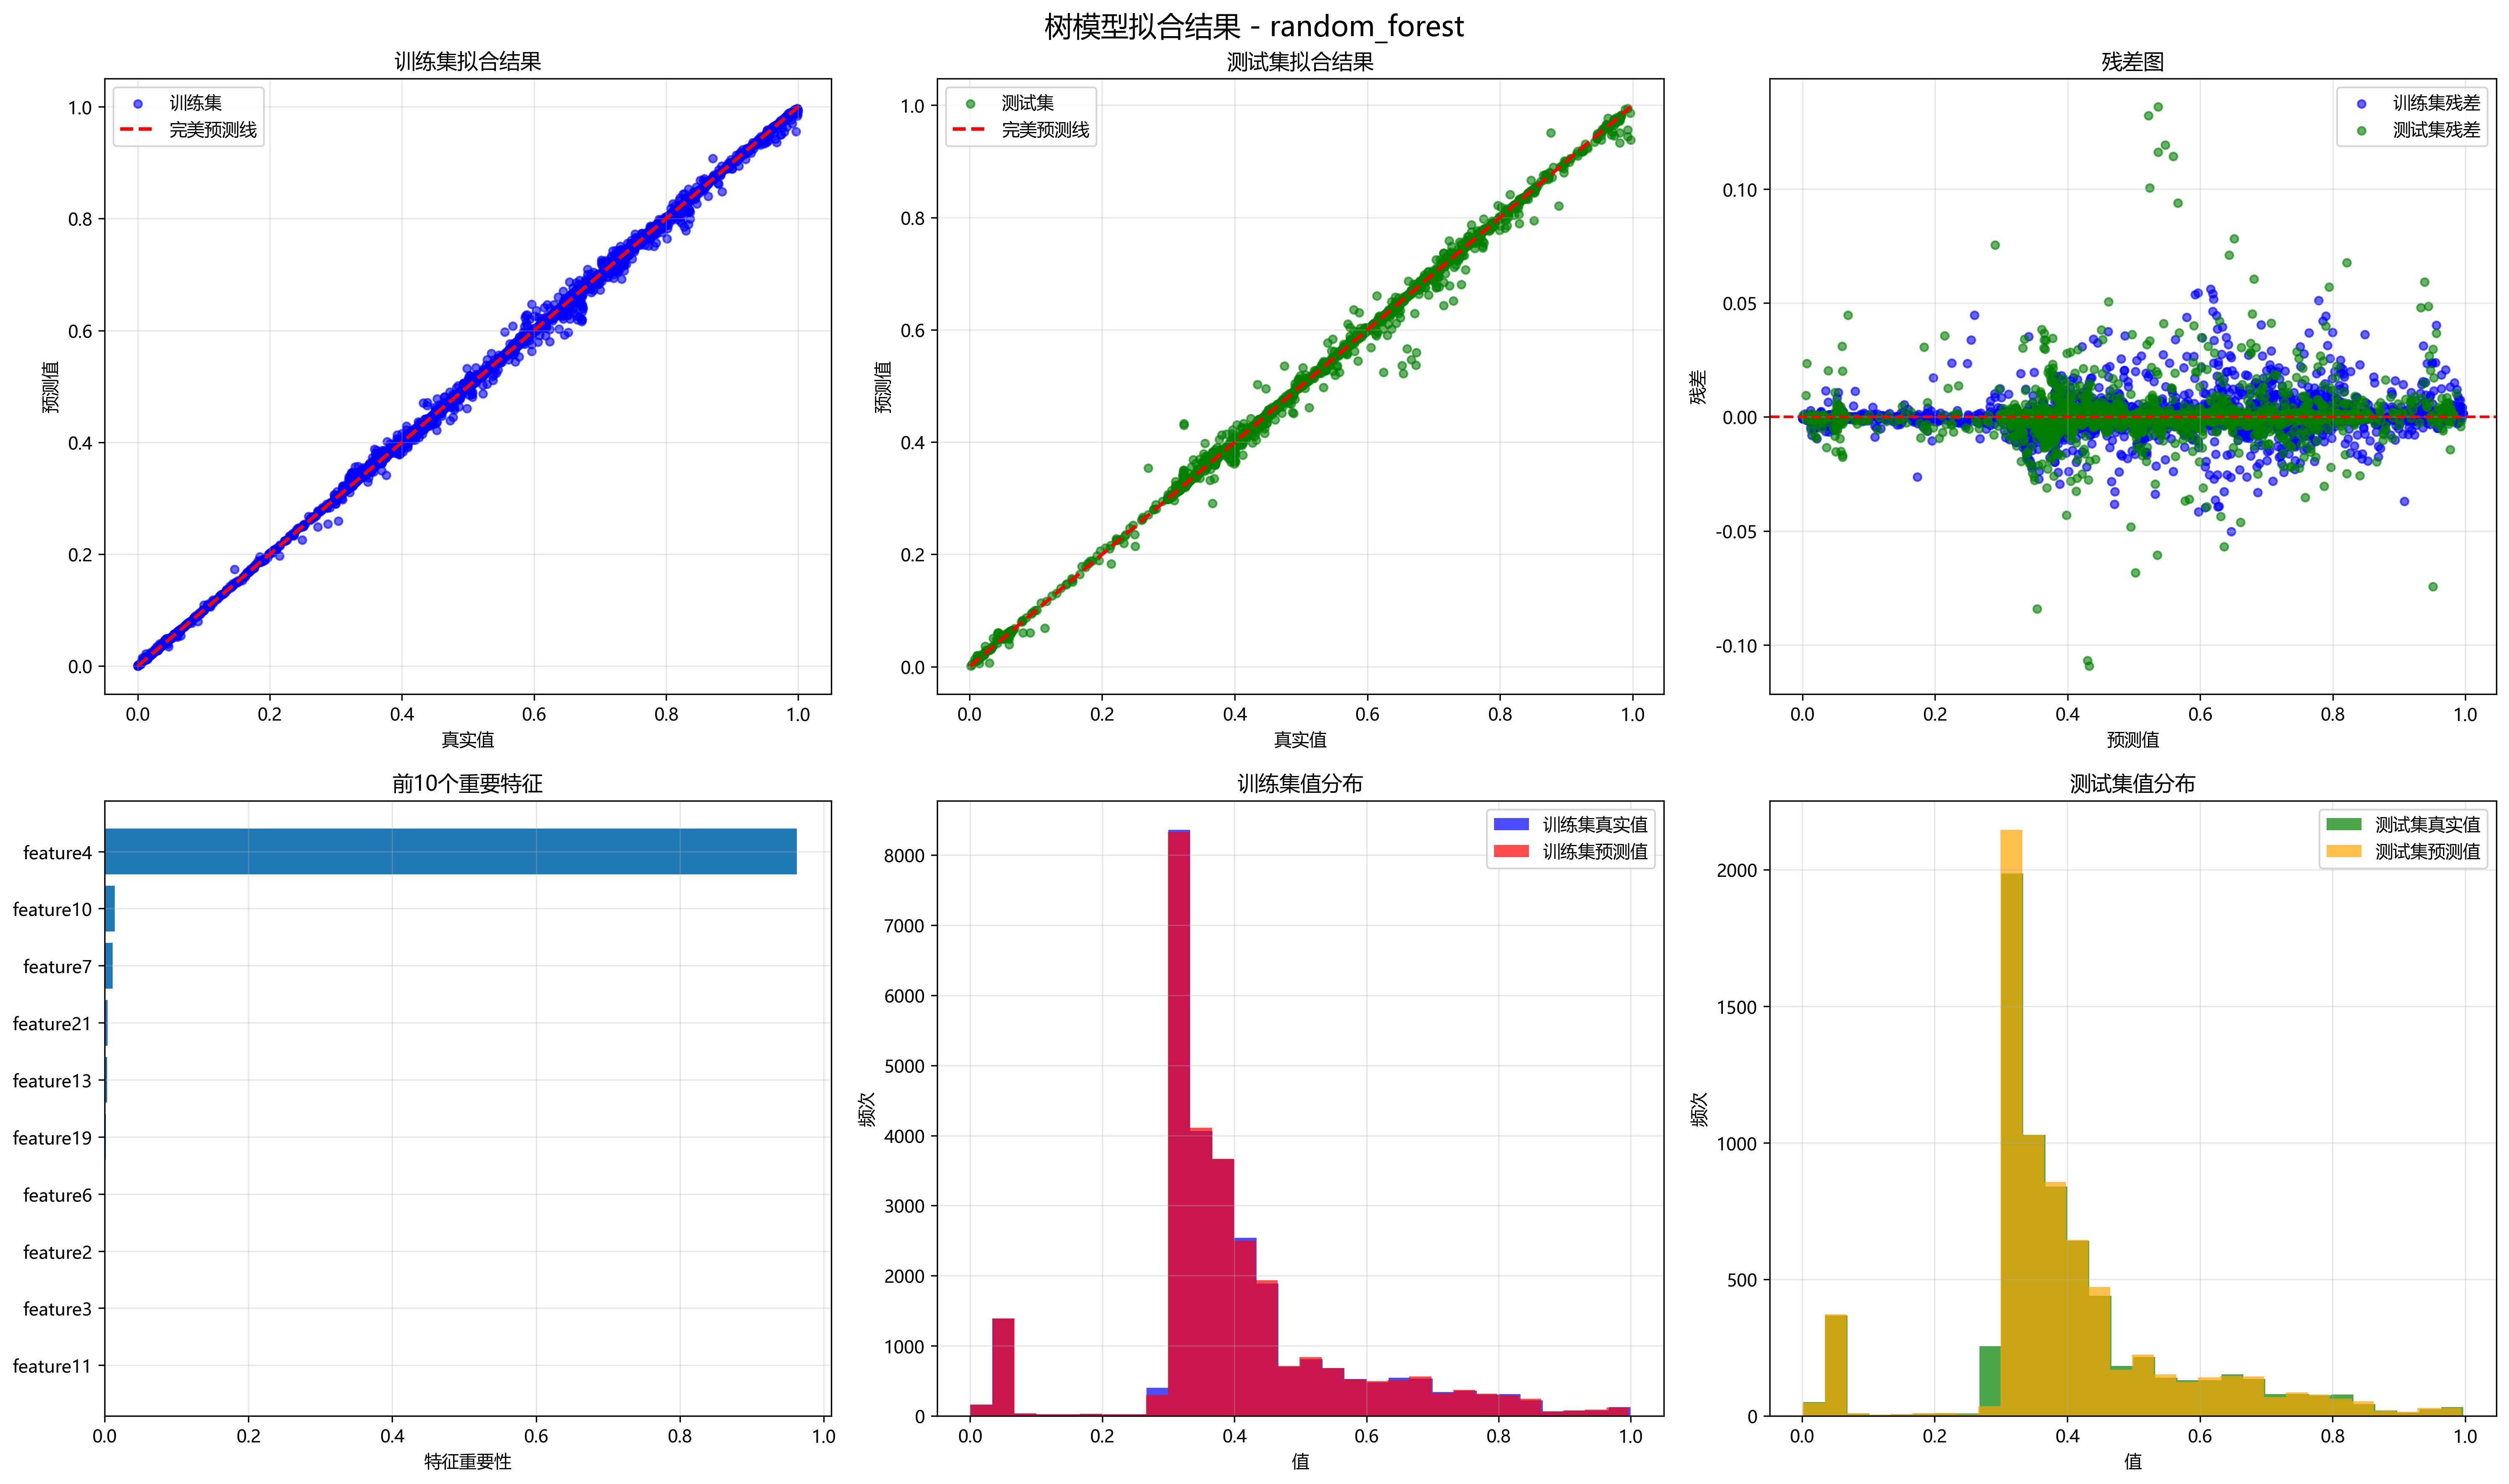 树模型拟合结果 - random_forest
训练集拟合结果
训练集
完美预测线
预测值
1.0
0.8
0.6
0.4
0.2
0.0
0.0 0.2 0.4 0.6 0.8 1.0
真实值
测试集拟合结果
测试集
完美预测线
预测值
1.0
0.8
0.6
0.4
0.2
0.0
0.0 0.2 0.4 0.6 0.8 1.0
真实值
残差图
训练集残差
测试集残差
残差
0.10
0.05
0.00
-0.05
-0.10
0.0 0.2 0.4 0.6 0.8 1.0
预测值
前10个重要特征
feature4
feature10
feature7
feature21
feature13
feature19
feature6
feature2
feature3
feature11
0.0 0.2 0.4 0.6 0.8 1.0
特征重要性
训练集值分布
训练集真实值
训练集预测值
频次
8000
7000
6000
5000
4000
3000
2000
1000
0
0.0 0.2 0.4 0.6 0.8 1.0
值
测试集值分布
测试集真实值
测试集预测值
频次
2000
1500
1000
500
0
0.0 0.2 0.4 0.6 0.8 1.0
值